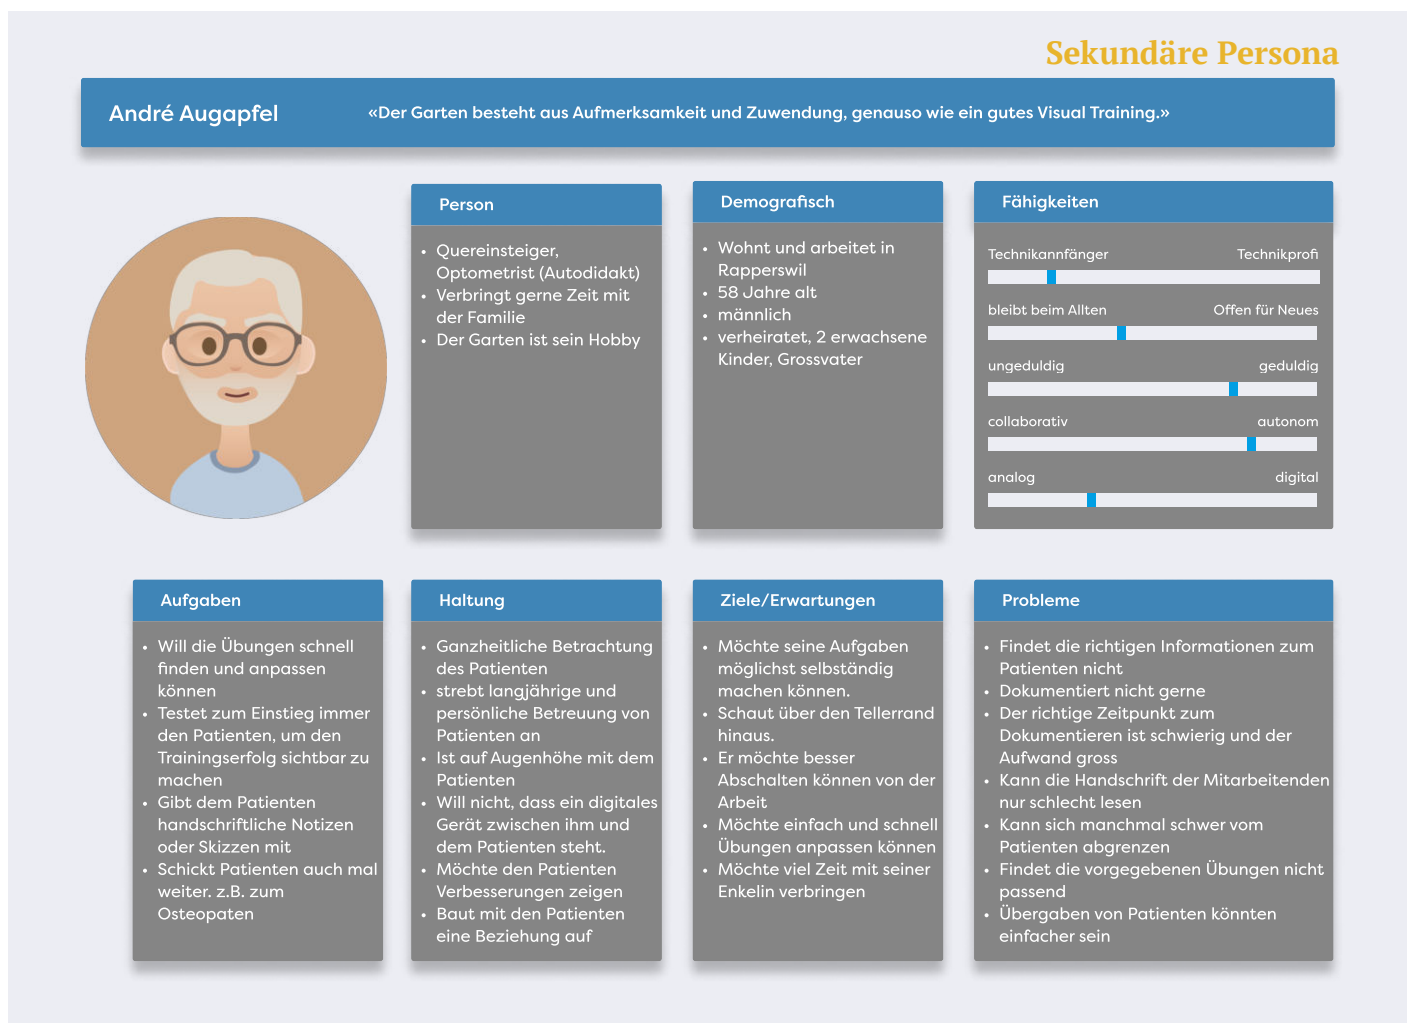 Sekundäre Persona
André Augapfel
«Der Garten besteht aus Aufmerksamkeit und Zuwendung, genauso wie ein gutes Visual Training.»
Person
• Quereinsteiger,
Optometrist (Autodidakt)
• Verbringt gerne Zeit mit
der Familie
• Der Garten ist sein Hobby
Demografisch
• Wohnt und arbeitet in
Rapperswil
• 58 Jahre alt
• männlich
• verheiratet, 2 erwachsene
Kinder, Grossvater
Fähigkeiten
Technikannfänger
Technikprofi
bleibt beim Allten
Offen für Neues
ungeduldig
geduldig
collaborativ
autonom
analog
digital
Aufgaben
• Will die Übungen schnell
finden und anpassen
können
• Testet zum Einstieg immer
den Patienten, um den
Trainingserfolg sichtbar zu
machen
• Gibt dem Patienten
handschriftliche Notizen
oder Skizzen mit
• Schickt Patienten auch mal
weiter. z.B. zum
Osteopaten
Haltung
• Ganzheitliche Betrachtung
des Patienten
• strebt langjährige und
persönliche Betreuung von
Patienten an
• Ist auf Augenhöhe mit dem
Patienten
• Will nicht, dass ein digitales
Gerät zwischen ihm und
dem Patienten steht.
• Möchte den Patienten
Verbesserungen zeigen
• Baut mit den Patienten
eine Beziehung auf
Ziele/Erwartungen
• Möchte seine Aufgaben
möglichst selbständig
machen können.
• Schaut über den Tellerrand
hinaus.
• Er möchte besser
Abschalten können von der
Arbeit
• Möchte einfach und schnell
Übungen anpassen können
• Möchte viel Zeit mit seiner
Enkelin verbringen
Probleme
• Findet die richtigen Informationen zum
Patienten nicht
• Dokumentiert nicht gerne
• Der richtige Zeitpunkt zum
Dokumentieren ist schwierig und der
Aufwand gross
• Kann die Handschrift der Mitarbeitenden
nur schlecht lesen
• Kann sich manchmal schwer vom
Patienten abgrenzen
• Findet die vorgegebenen Übungen nicht
passend
• Übergaben von Patienten könnten
einfacher sein